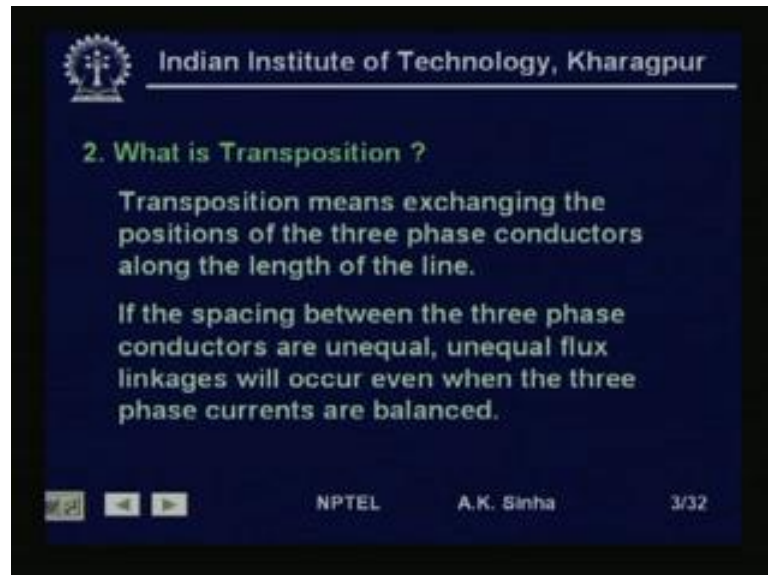 Indian Institute of Technology, Kharagpur
2. What is Transposition ?
Transposition means exchanging the
positions of the three phase conductors
along the length of the line.
If the spacing between the three phase
conductors are unequal, unequal flux
linkages will occur even when the three
phase currents are balanced.
NPTEL A.K. Sinha 3/32